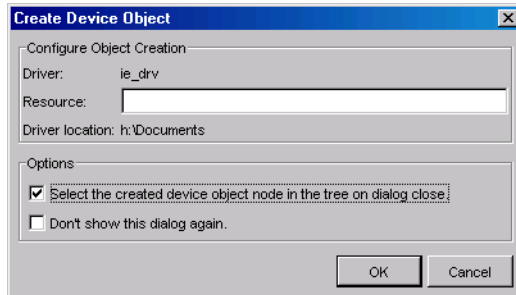 Create Device Object
Configure Object Creation
Driver: ie_drv
Resource:
Driver location: h:\Documents
Options
Select the created device object node in the tree on dialog close.
Don't show this dialog again.
OK Cancel